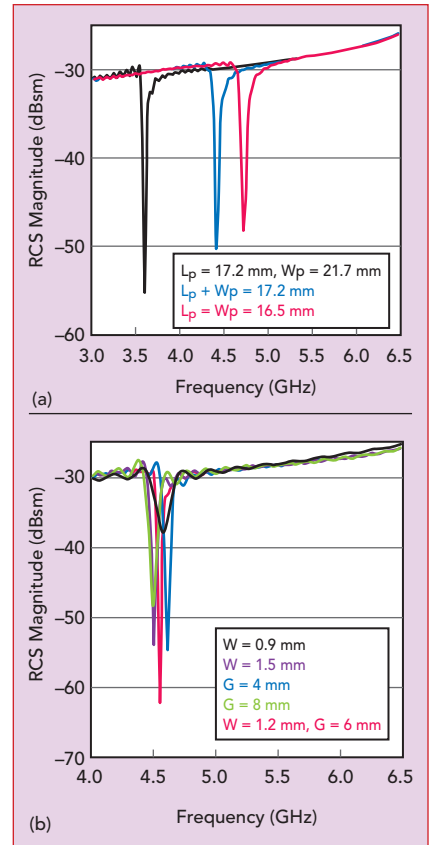 −30
−40
−50
−60
RCS Magnitude (dBsm)
Lp = 17.2 mm, Wp = 21.7 mm
Lp + Wp = 17.2 mm
Lp = Wp = 16.5 mm
3.0 3.5 4.0 4.5 5.0 5.5 6.0 6.5
Frequency (GHz)
(a)
−30
−40
−50
−60
−70
RCS Magnitude (dBsm)
W = 0.9 mm
W = 1.5 mm
G = 4 mm
G = 8 mm
W = 1.2 mm, G = 6 mm
4.0 4.5 5.0 5.5 6.0 6.5
Frequency (GHz)
(b)